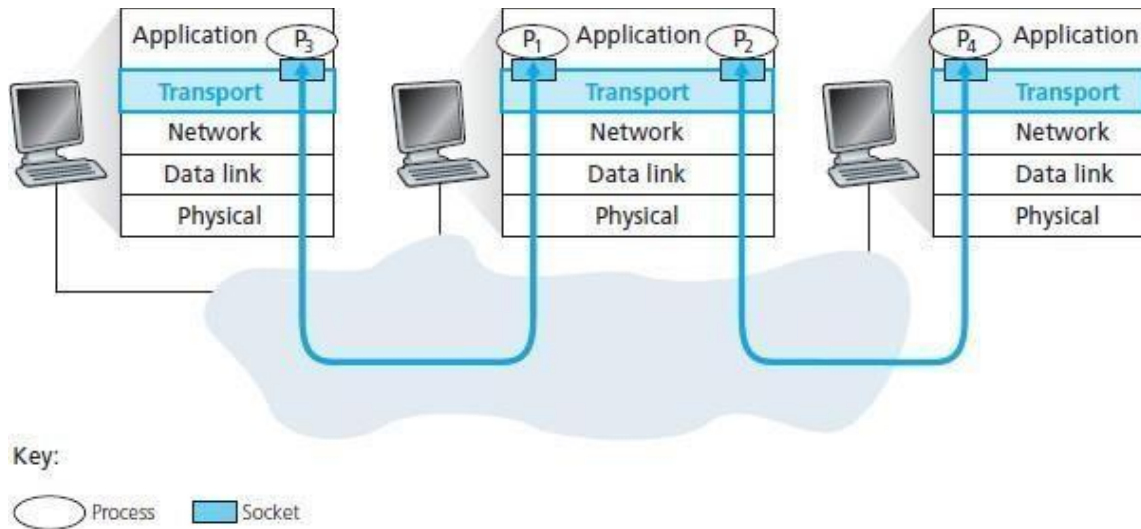 Application P3
Transport
Network
Data link
Physical
P1 Application P2
Transport
Network
Data link
Physical
P4 Application
Transport
Network
Data link
Physical
Key:
Process Socket